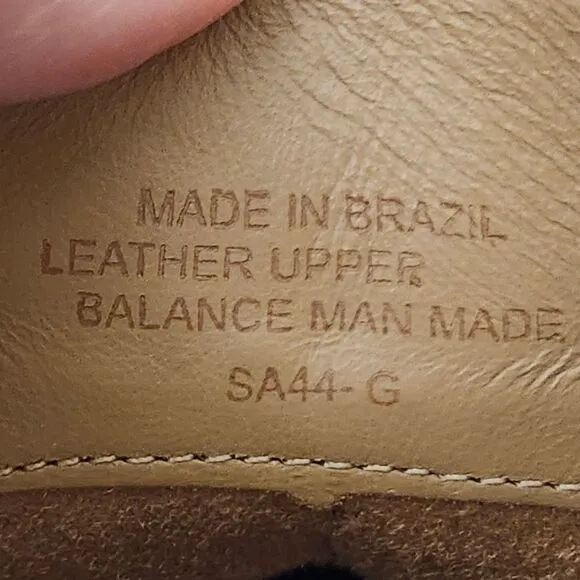 MADE IN BRAZIL
LEATHER UPPER
BALANCE MAN MADE
SA44-G